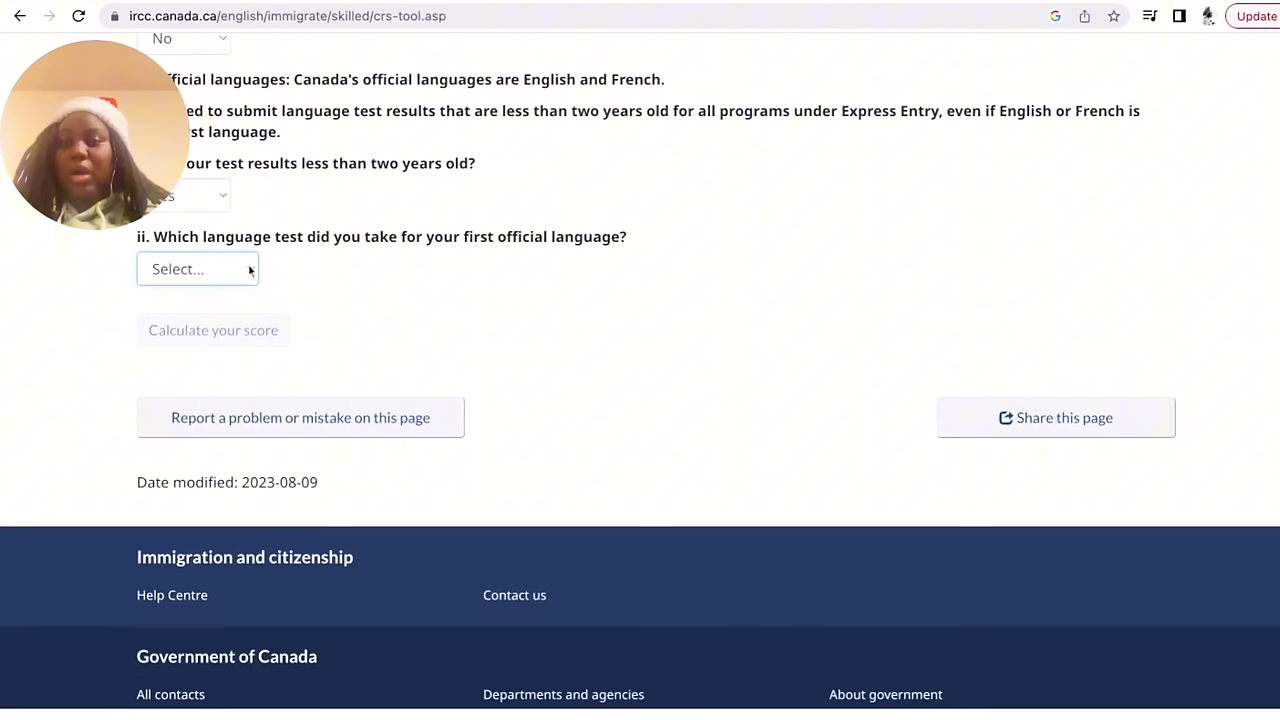 ircc.canada.ca/english/immigrate/skilled/crs-tool.asp
Update
No
ficial languages: Canada's official languages are English and French.
ed to submit language test results that are less than two years old for all programs under Express Entry, even if English or French is
st language.
our test results less than two years old?
s
ii. Which language test did you take for your first official language?
Select...
Calculate your score
Report a problem or mistake on this page
Share this page
Date modified: 2023-08-09
Immigration and citizenship
Help Centre
Contact us
Government of Canada
All contacts
Departments and agencies
About government